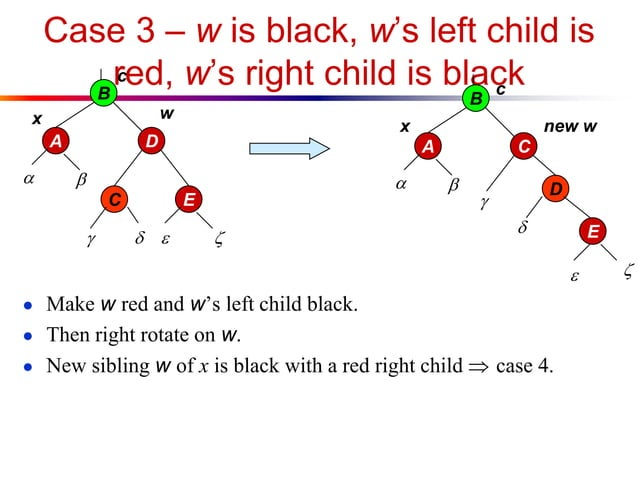 Case 3 – w is black, w's left child is
red, w's right child is black
c
B
x
w
A
D
α
β
C
E
γ
δ
ε
ζ
c
B
x
new w
A
C
α
β
γ
D
δ
E
ε
ζ
● Make w red and w's left child black.
● Then right rotate on w.
● New sibling w of x is black with a red right child ⇒ case 4.